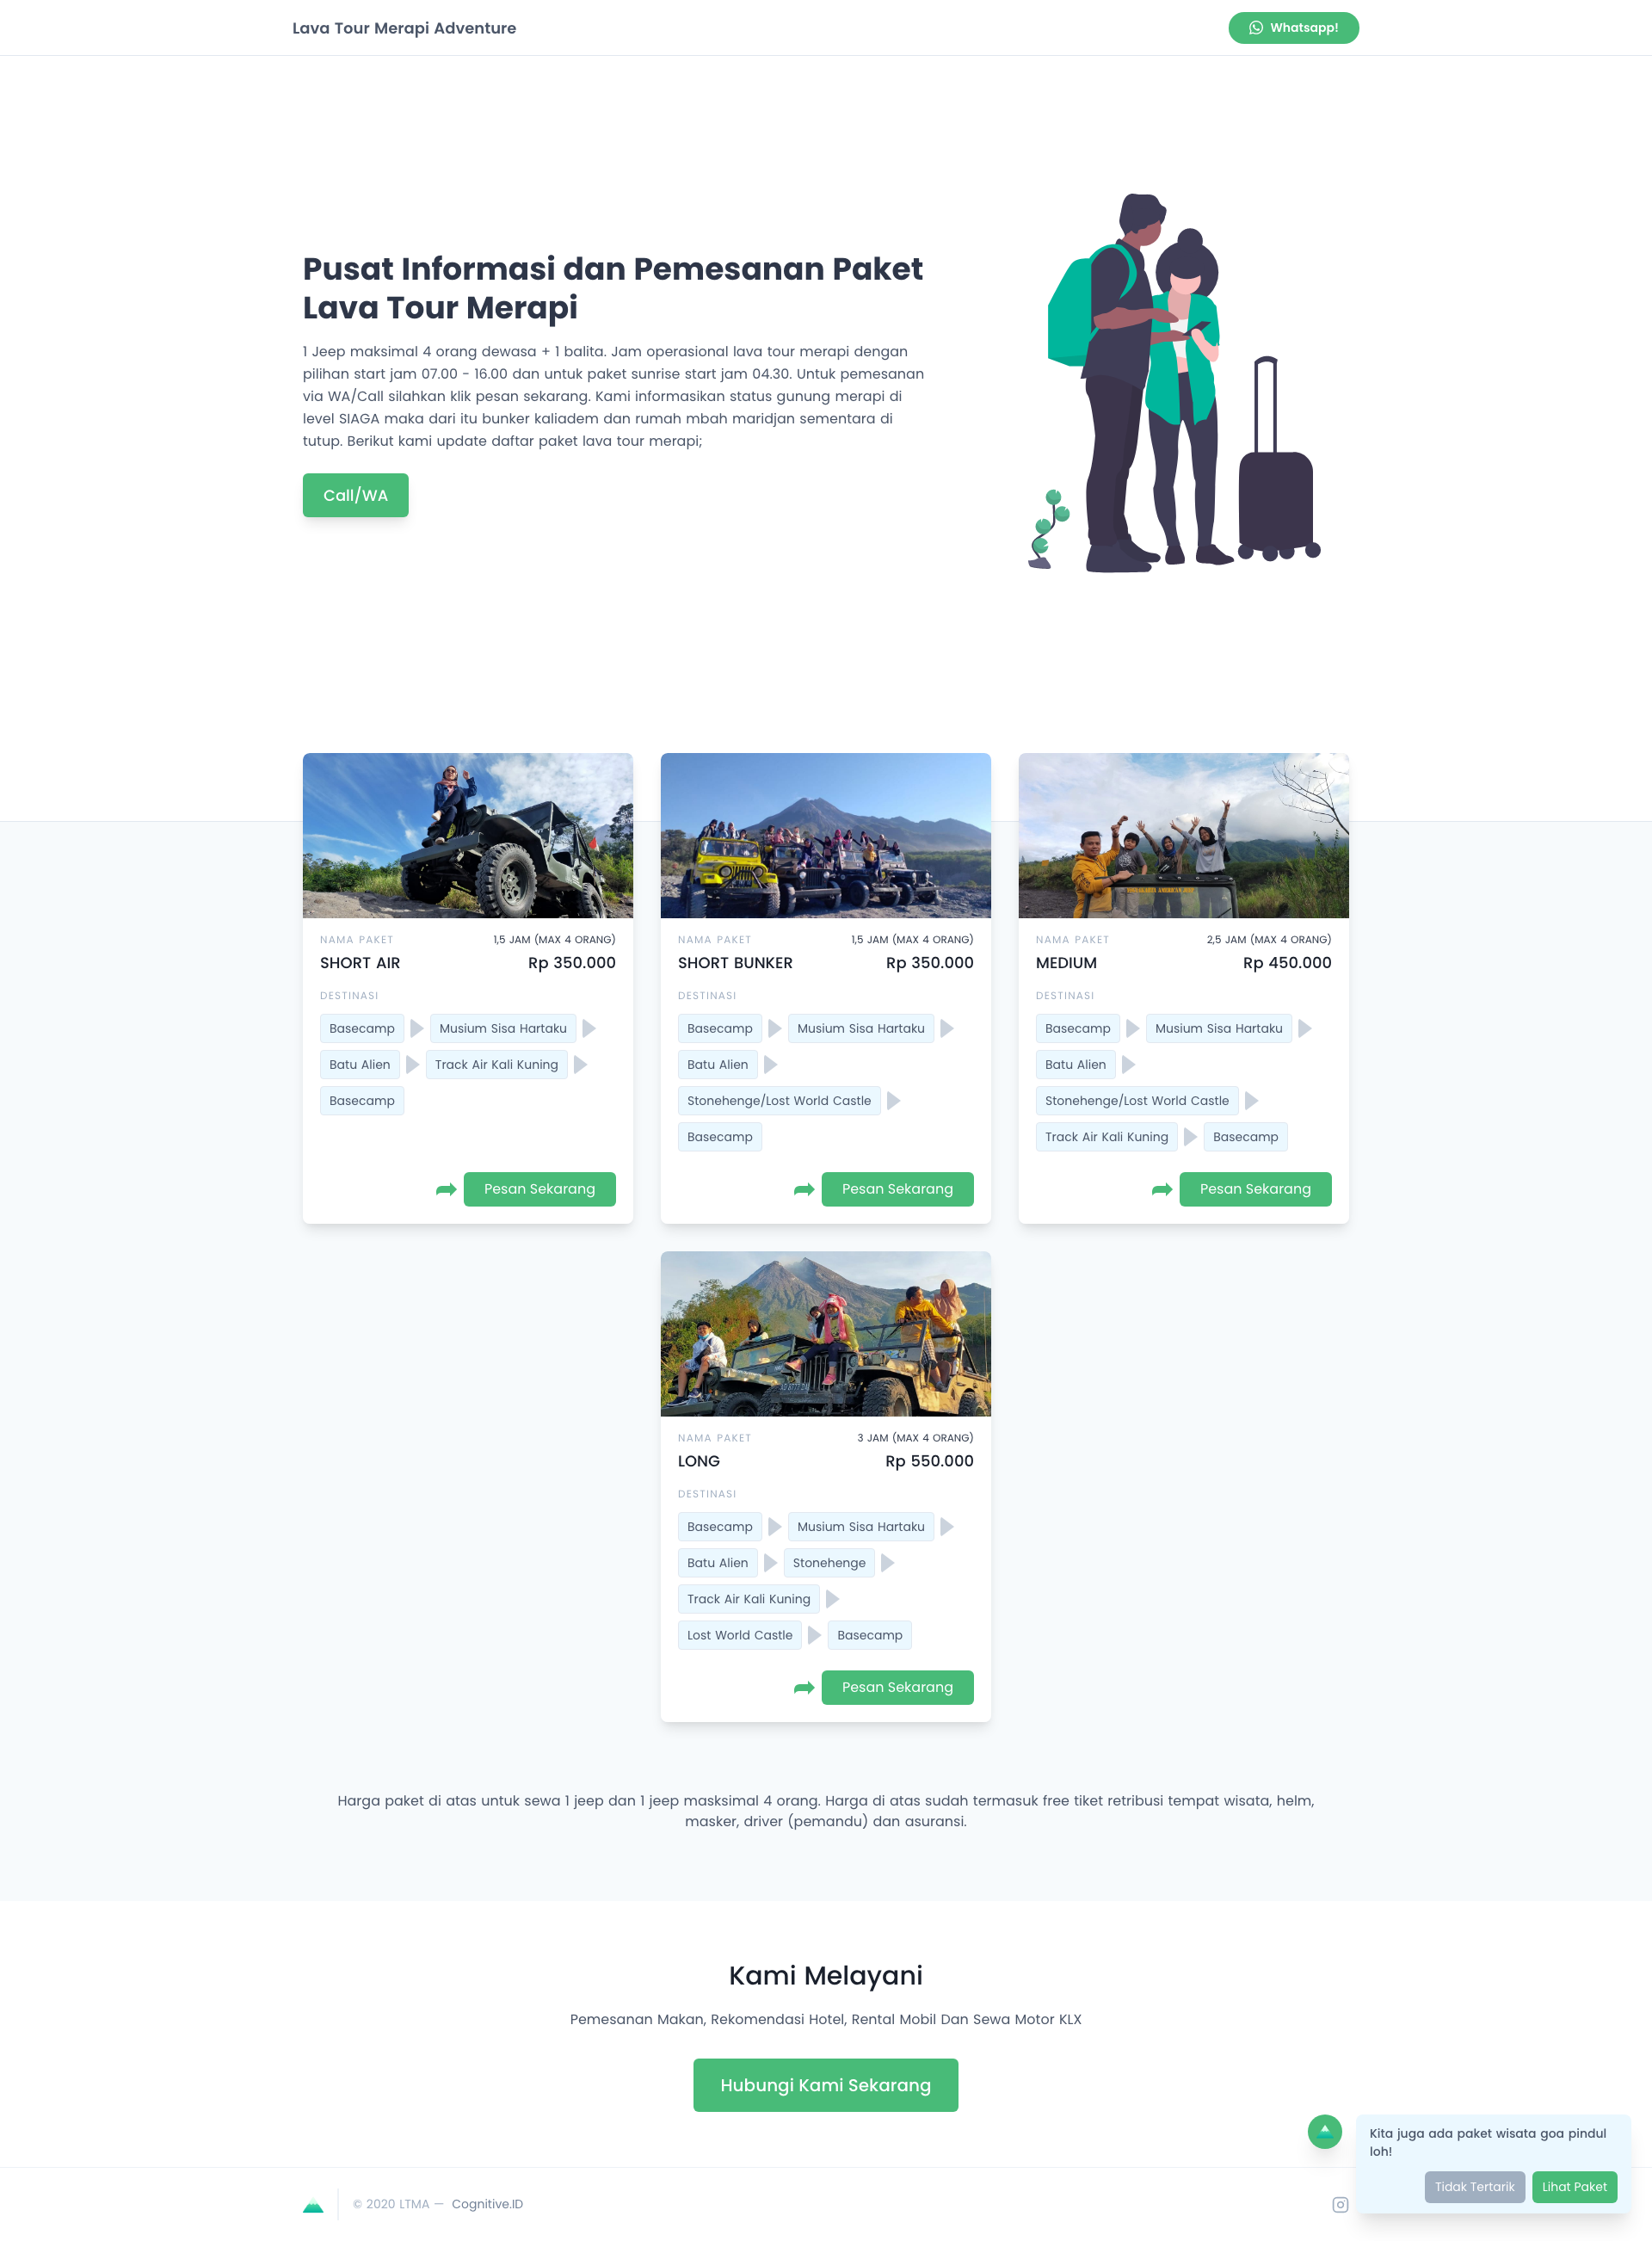 Lava Tour Merapi Adventure
Whatsapp!
Pusat Informasi dan Pemesanan Paket
Lava Tour Merapi
1 Jeep maksimal 4 orang dewasa + 1 balita. Jam operasional lava tour merapi dengan
pilihan start jam 07.00 - 16.00 dan untuk paket sunrise start jam 04.30. Untuk pemesanan
via WA/Call silahkan klik pesan sekarang. Kami informasikan status gunung merapi di
level SIAGA maka dari itu bunker kaliadem dan rumah mbah maridjan sementara di
tutup. Berikut kami update daftar paket lava tour merapi;
Call/WA
NAMA PAKET 1,5 JAM (MAX 4 ORANG)
SHORT AIR Rp 350.000
DESTINASI
Basecamp Musium Sisa Hartaku
Batu Alien Track Air Kali Kuning
Basecamp
Pesan Sekarang
NAMA PAKET 1,5 JAM (MAX 4 ORANG)
SHORT BUNKER Rp 350.000
DESTINASI
Basecamp Musium Sisa Hartaku
Batu Alien
Stonehenge/Lost World Castle
Basecamp
Pesan Sekarang
NAMA PAKET 2,5 JAM (MAX 4 ORANG)
MEDIUM Rp 450.000
DESTINASI
Basecamp Musium Sisa Hartaku
Batu Alien
Stonehenge/Lost World Castle
Track Air Kali Kuning Basecamp
Pesan Sekarang
NAMA PAKET 3 JAM (MAX 4 ORANG)
LONG Rp 550.000
DESTINASI
Basecamp Musium Sisa Hartaku
Batu Alien Stonehenge
Track Air Kali Kuning
Lost World Castle Basecamp
Pesan Sekarang
Harga paket di atas untuk sewa 1 jeep dan 1 jeep masksimal 4 orang. Harga di atas sudah termasuk free tiket retribusi tempat wisata, helm,
masker, driver (pemandu) dan asuransi.
Kami Melayani
Pemesanan Makan, Rekomendasi Hotel, Rental Mobil Dan Sewa Motor KLX
Hubungi Kami Sekarang
Kita juga ada paket wisata goa pindul
loh!
Tidak Tertarik Lihat Paket
© 2020 LTMA — Cognitive.ID